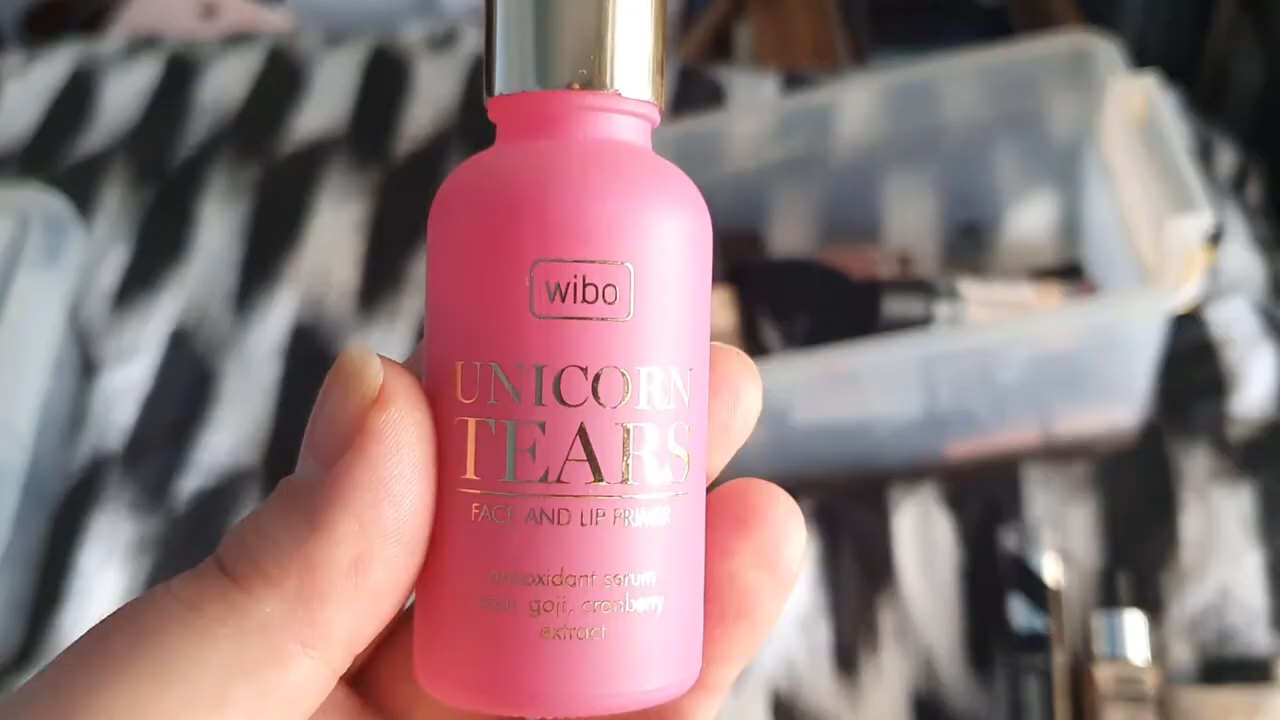 wibo
UNICORN
TEARS
FACE AND LIP PRIMER
antioxidant serum
goji, cranberry
extract